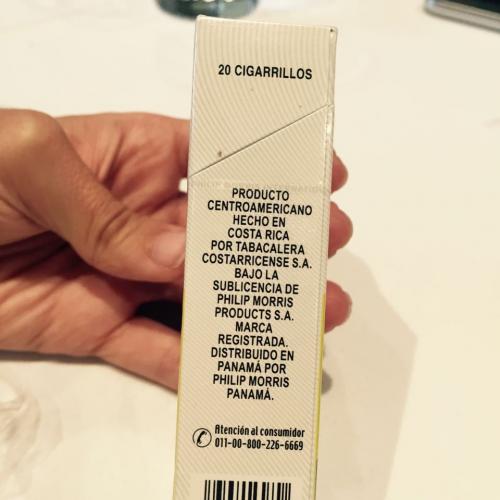 20 CIGARRILLOS
PRODUCTO
CENTROAMERICANO
HECHO EN
COSTA RICA
POR TABACALERA
COSTARRICENSE S.A.
BAJO LA
SUBLICENCIA DE
PHILIP MORRIS
PRODUCTS S.A.
MARCA
REGISTRADA.
DISTRIBUIDO EN
PANAMÁ POR
PHILIP MORRIS
PANAMÁ.
Atención al consumidor
011-00-800-226-6669